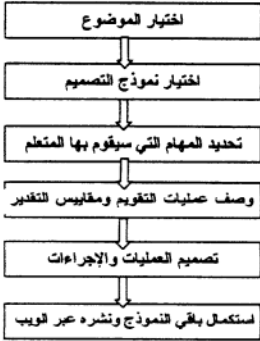 اختيار الموضوع
اختيار نموذج التصميم
تحديد المهام التي سيقوم بها المتعلم
وصف عمليات التقويم ومقاييس التقدير
تصميم العمليات والإجراءات
استكمال باقي النموذج ونشره عبر الويب